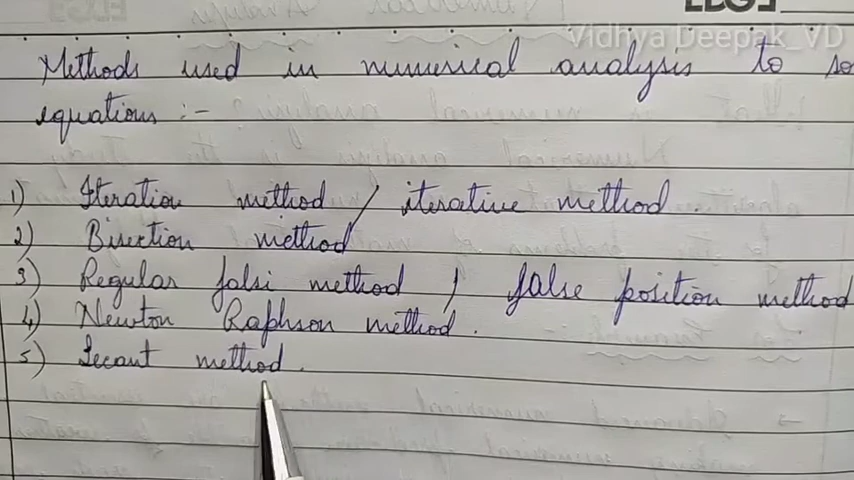 Vidhya Deepak_VD
Methods used in numerical analysis to so
equations :-
1) Iteration method / iterative method.
2) Bisection method
3) Regular falsi method / false position method
4) Newton Raphson method.
5) Secant method.